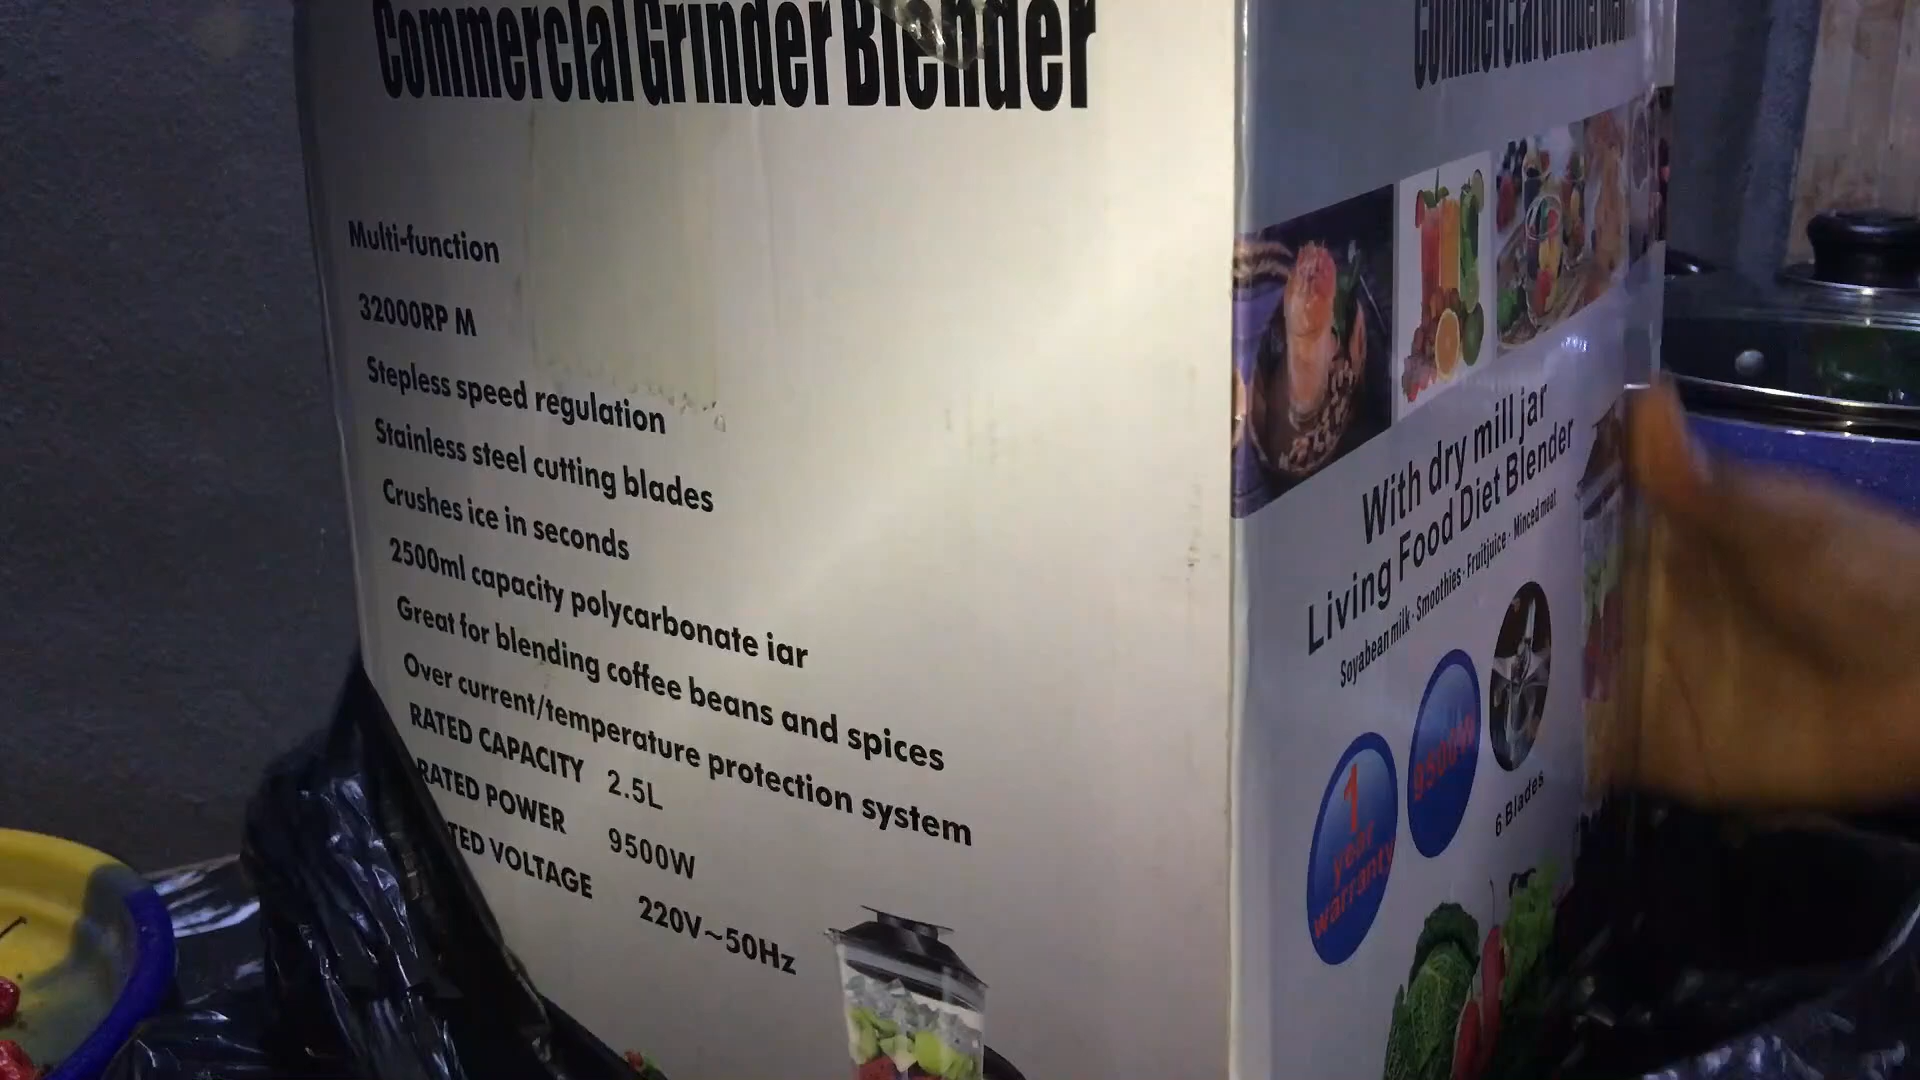 Commercial Grinder Blender
Multi-function
32000RP M
Stepless speed regulation
Stainless steel cutting blades
Crushes ice in seconds
2500ml capacity polycarbonate iar
Great for blending coffee beans and spices
Over current/temperature protection system
RATED CAPACITY 2.5L
RATED POWER 9500W
TED VOLTAGE 220V~50Hz
Commercial Grinder Blender
With dry mill jar
Living Food Diet Blender
Soyabean milk · Smoothies · Fruitjuice · Minced meat
9500W
1
year
warranty
6 Blades